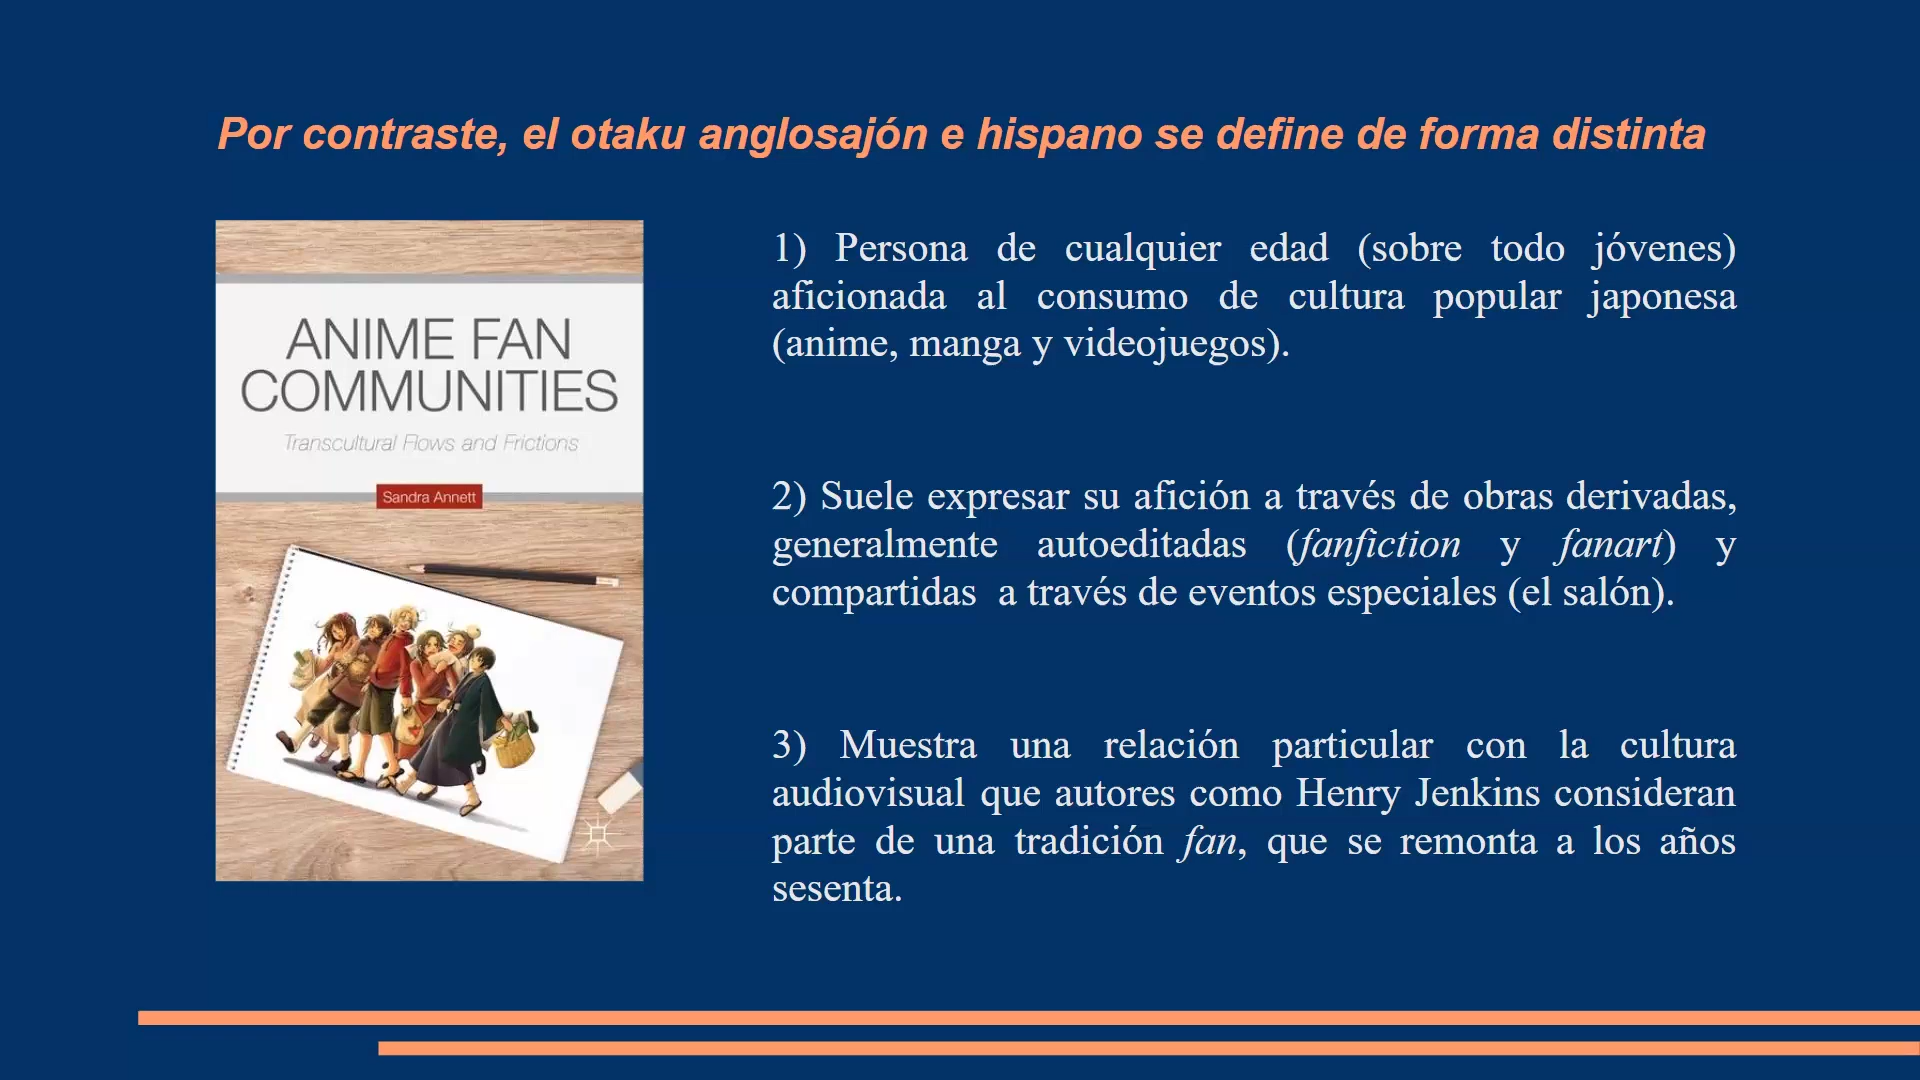 Por contraste, el otaku anglosajón e hispano se define de forma distinta
ANIME FAN
COMMUNITIES
Transcultural Flows and Frictions
Sandra Annett
1) Persona de cualquier edad (sobre todo jóvenes)
aficionada al consumo de cultura popular japonesa
(anime, manga y videojuegos).
2) Suele expresar su afición a través de obras derivadas,
generalmente autoeditadas (fanfiction y fanart) y
compartidas a través de eventos especiales (el salón).
3) Muestra una relación particular con la cultura
audiovisual que autores como Henry Jenkins consideran
parte de una tradición fan, que se remonta a los años
sesenta.